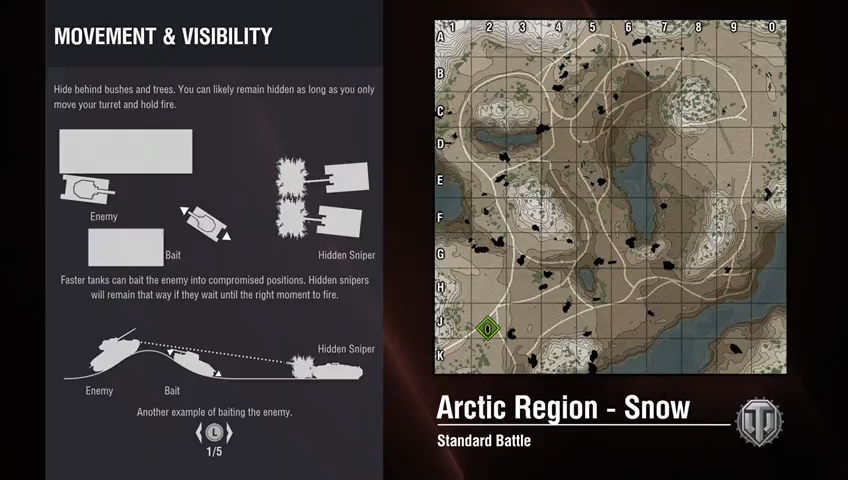 MOVEMENT & VISIBILITY
Hide behind bushes and trees. You can likely remain hidden as long as you only
move your turret and hold fire.
Enemy
Bait
Hidden Sniper
Faster tanks can bait the enemy into compromised positions. Hidden snipers
will remain that way if they wait until the right moment to fire.
Hidden Sniper
Enemy
Bait
Another example of baiting the enemy.
L
1/5
1 2 3 4 5 6 7 8 9 0
A
B
C
D
E
F
G
H
J
K
0
Arctic Region - Snow
Standard Battle